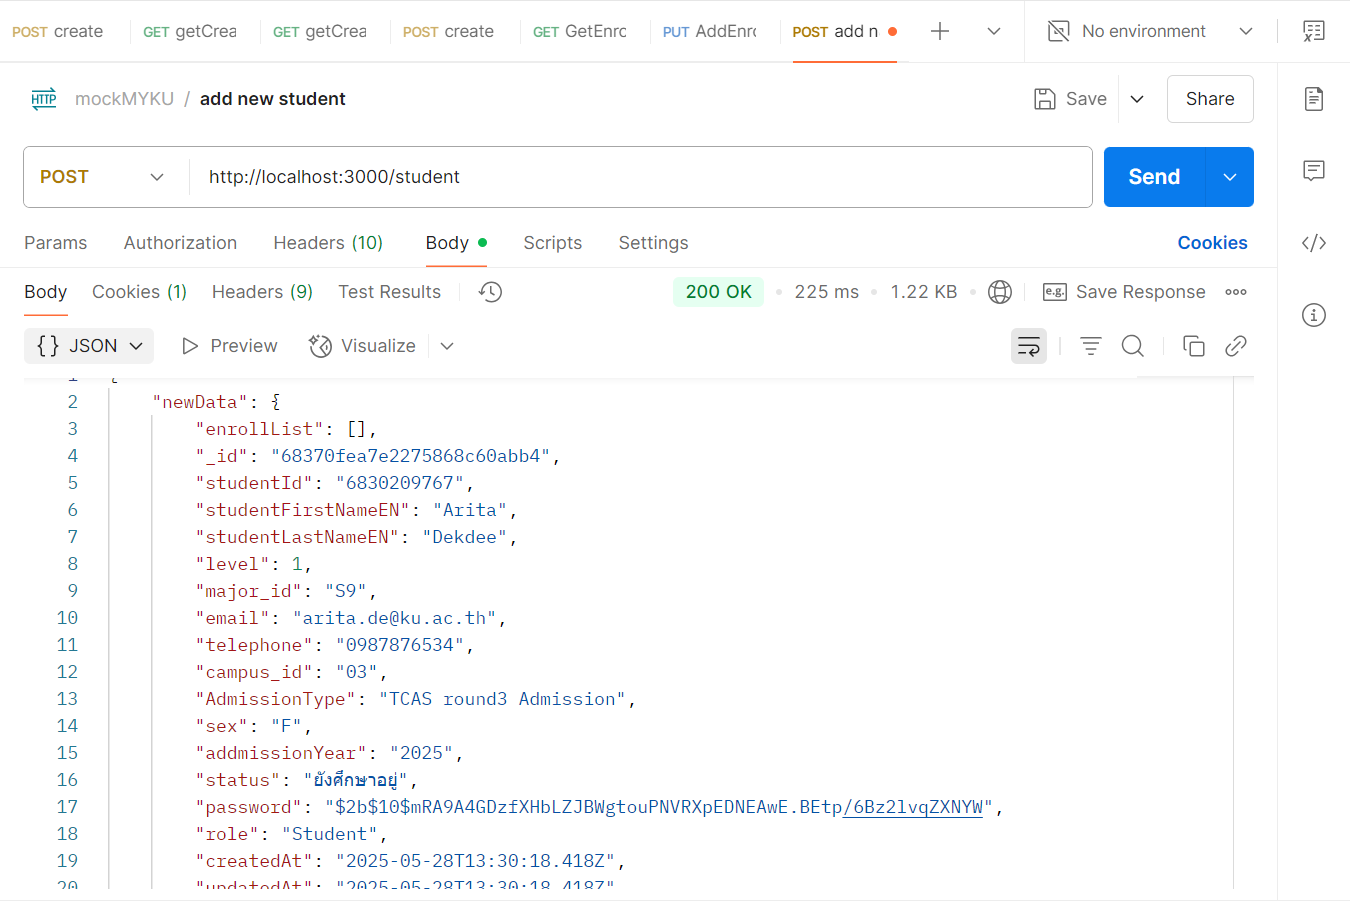 POST create
GET getCrea
GET getCrea
POST create
GET GetEnro
PUT AddEnro
POST add n
No environment
HTTP mockMYKU / add new student
Save
Share
POST
http://localhost:3000/student
Send
Params
Authorization
Headers (10)
Body
Scripts
Settings
Cookies
Body
Cookies (1)
Headers (9)
Test Results
200 OK
225 ms
1.22 KB
e.g. Save Response
{} JSON
Preview
Visualize
1 {
2 "newData": {
3 "enrollList": [],
4 "_id": "68370fea7e2275868c60abb4",
5 "studentId": "6830209767",
6 "studentFirstNameEN": "Arita",
7 "studentLastNameEN": "Dekdee",
8 "level": 1,
9 "major_id": "S9",
10 "email": "arita.de@ku.ac.th",
11 "telephone": "0987876534",
12 "campus_id": "03",
13 "AdmissionType": "TCAS round3 Admission",
14 "sex": "F",
15 "addmissionYear": "2025",
16 "status": "ยังศึกษาอยู่",
17 "password": "$2b$10$mRA9A4GDzfXHbLZJBWgtouPNVRXpEDNEAwE.BEtp/6Bz2lvqZXNYW",
18 "role": "Student",
19 "createdAt": "2025-05-28T13:30:18.418Z",
20 "updatedAt": "2025-05-28T13:30:18.418Z"